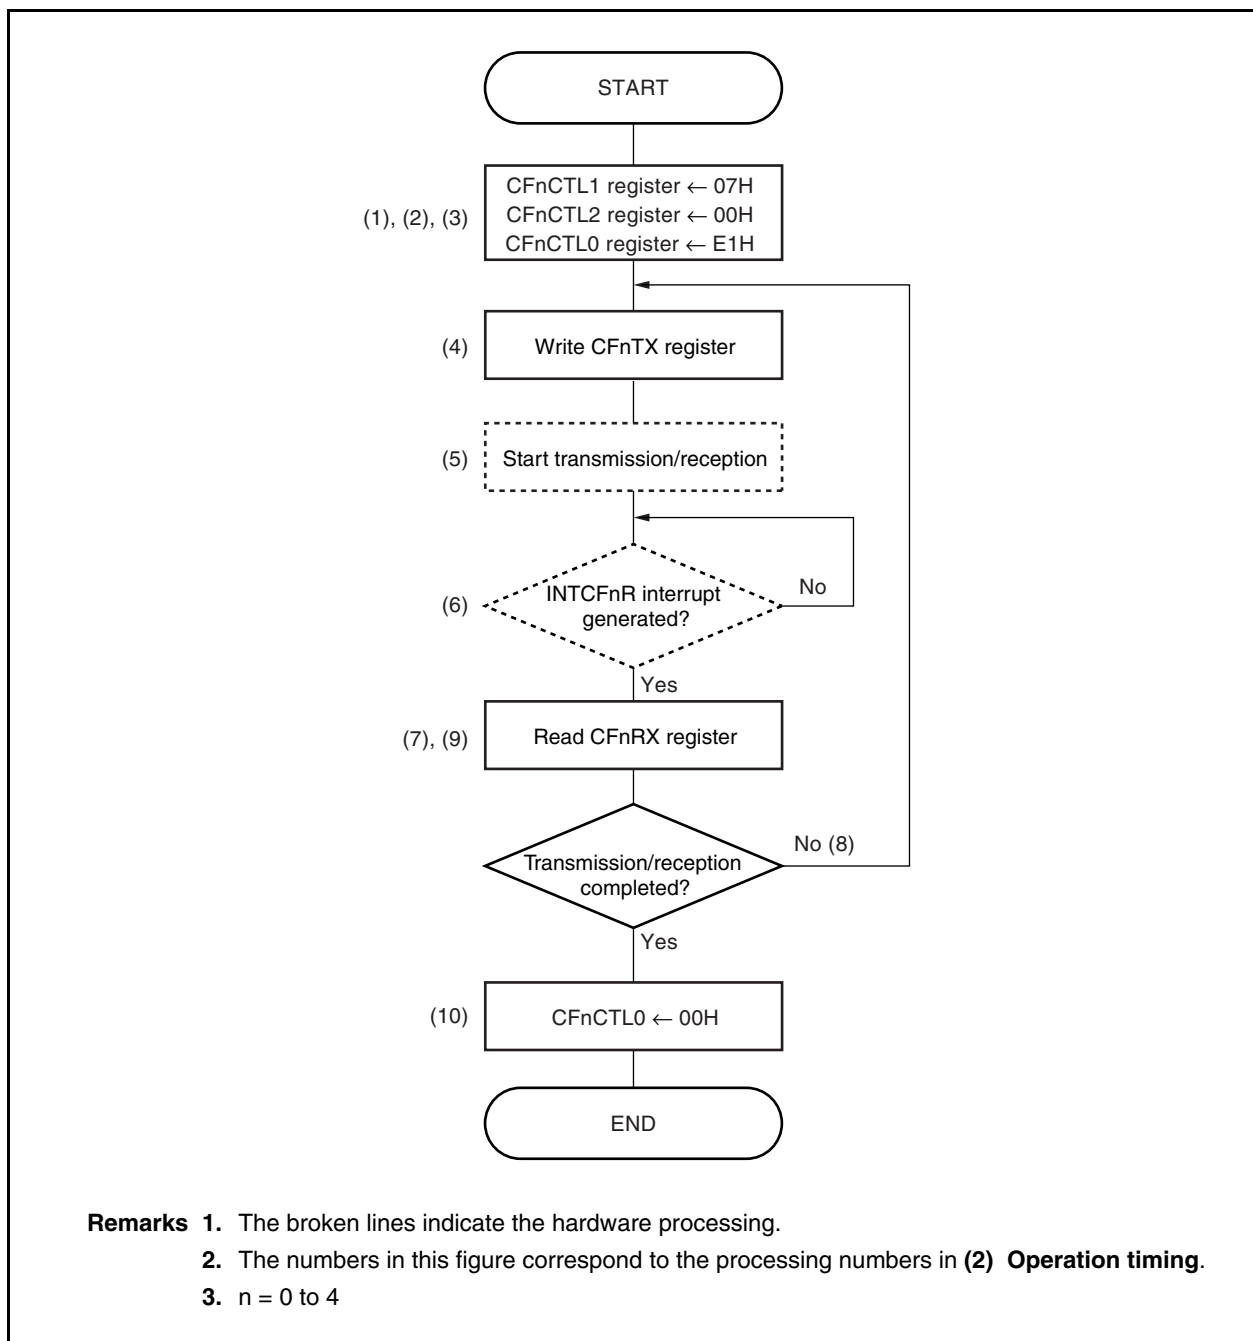 START
CFnCTL1 register ← 07H
CFnCTL2 register ← 00H
(1), (2), (3)
CFnCTL0 register ← E1H
(4)
Write CFnTX register
(5)
Start transmission/reception
INTCFnR interrupt
generated?
No
(6)
Yes
(7), (9)
Read CFnRX register
No (8)
Transmission/reception
completed?
Yes
(10)
CFnCTL0 ← 00H
END
Remarks 1. The broken lines indicate the hardware processing.
2. The numbers in this figure correspond to the processing numbers in (2) Operation timing.
3. n = 0 to 4